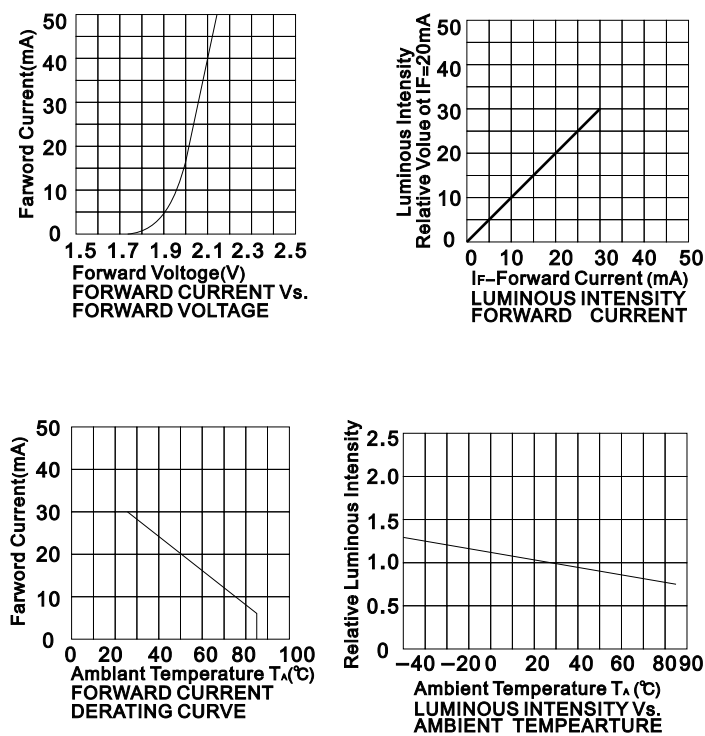 Farword Current(mA)
50
40
30
20
10
0
1.5 1.7 1.9 2.1 2.3 2.5
Forward Voltoge(V)
FORWARD CURRENT Vs.
FORWARD VOLTAGE
Luminous Intensity
Relative Volue ot IF=20mA
50
40
30
20
10
0
0 10 20 30 40 50
IF–Forward Current (mA)
LUMINOUS INTENSITY
FORWARD CURRENT
Farword Current(mA)
50
40
30
20
10
0
0 20 40 60 80 100
Amblant Temperature TA(℃)
FORWARD CURRENT
DERATING CURVE
Relative Luminous Intensity
2.5
2.0
1.5
1.0
0.5
0
–40 –20 0 20 40 60 80 90
Ambient Temperature TA (℃)
LUMINOUS INTENSITY Vs.
AMBIENT TEMPEARTURE